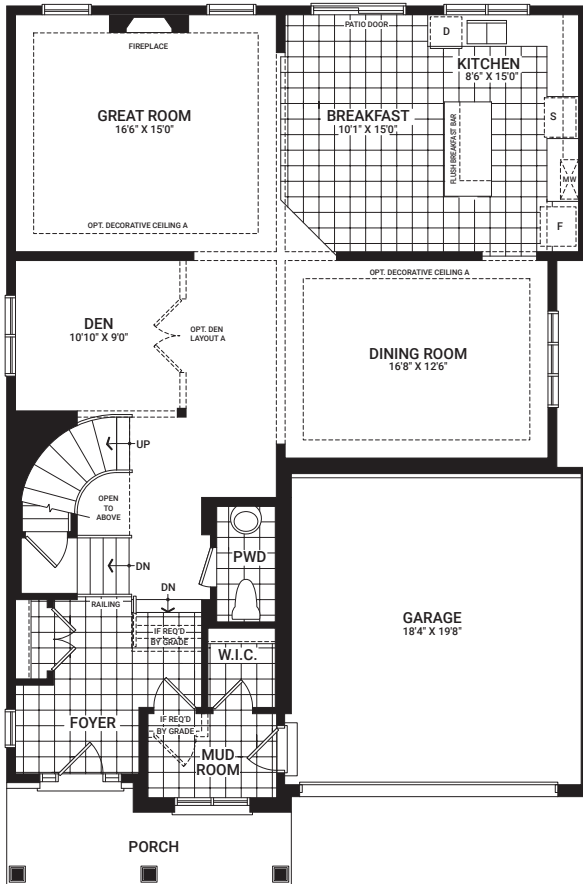 PATIO DOOR
D
KITCHEN
8'6" X 15'0"
FIREPLACE
GREAT ROOM
16'6" X 15'0"
BREAKFAST
10'1" X 15'0"
FLUSH BREAKFAST BAR
S
MW
F
OPT. DECORATIVE CEILING A
OPT. DECORATIVE CEILING A
DEN
10'10" X 9'0"
OPT. DEN
LAYOUT A
DINING ROOM
16'8" X 12'6"
UP
OPEN
TO
ABOVE
DN
PWD
DN
RAILING
IF REQ'D
BY GRADE
W.I.C.
GARAGE
18'4" X 19'8"
FOYER
IF REQ'D
BY GRADE
MUD
ROOM
PORCH